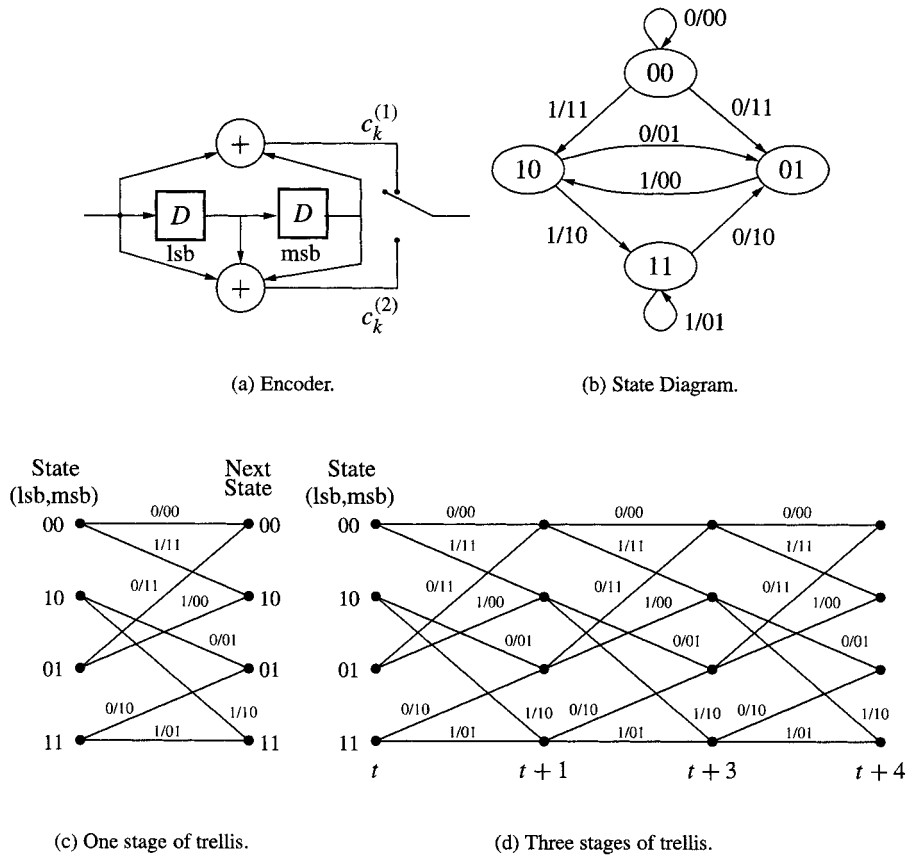 c_k^{(1)}
+
D
D
lsb
msb
+
c_k^{(2)}
(a) Encoder.
0/00
00
1/11
0/11
0/01
10
01
1/00
1/10
0/10
11
1/01
(b) State Diagram.
State
(lsb,msb)
Next
State
00
0/00
00
1/11
10
0/11
1/00
10
0/01
01
01
0/10
1/10
11
1/01
11
(c) One stage of trellis.
State
(lsb,msb)
00
0/00
0/00
0/00
1/11
1/11
1/11
10
0/11
0/11
0/11
1/00
1/00
1/00
0/01
0/01
0/01
01
0/10
1/10
0/10
1/10
0/10
1/10
11
1/01
1/01
1/01
t
t + 1
t + 3
t + 4
(d) Three stages of trellis.